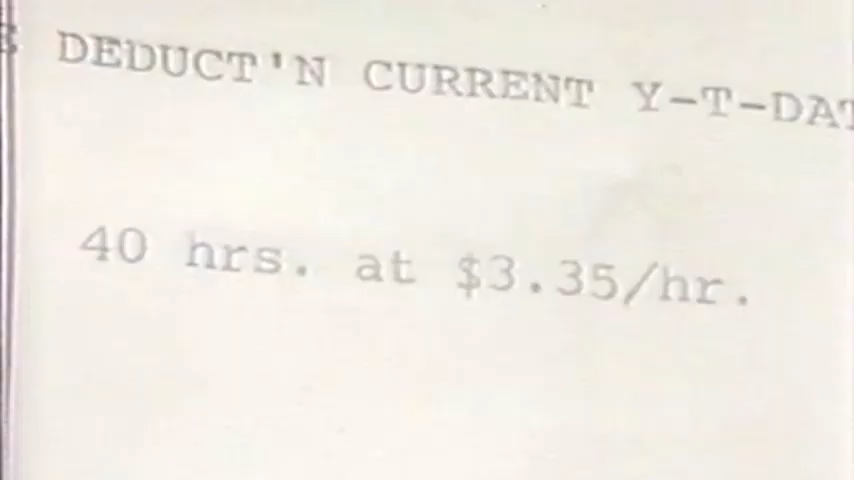 DEDUCT'N CURRENT Y-T-DAT
40 hrs. at $3.35/hr.